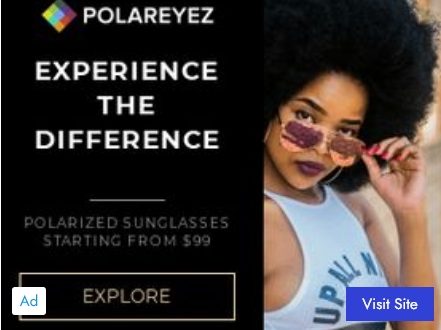 POLAREYEZ
EXPERIENCE
THE
DIFFERENCE
POLARIZED SUNGLASSES
STARTING FROM $99
EXPLORE
UP ALL N
Ad
Visit Site